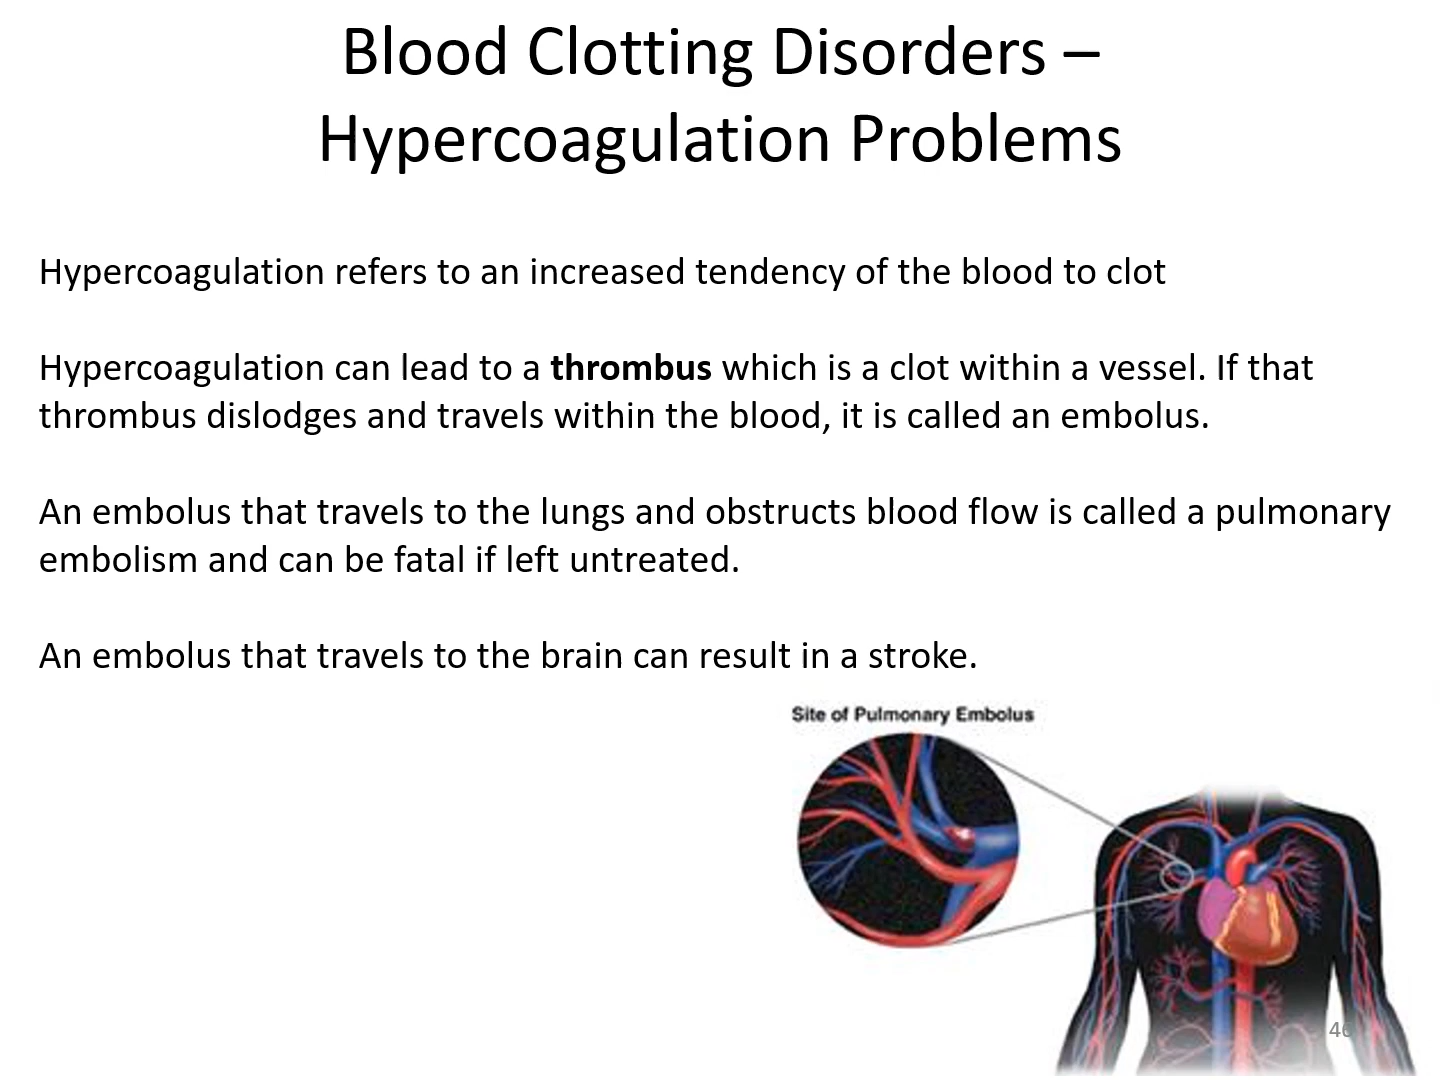 Blood Clotting Disorders –
Hypercoagulation Problems
Hypercoagulation refers to an increased tendency of the blood to clot
Hypercoagulation can lead to a thrombus which is a clot within a vessel. If that
thrombus dislodges and travels within the blood, it is called an embolus.
An embolus that travels to the lungs and obstructs blood flow is called a pulmonary
embolism and can be fatal if left untreated.
An embolus that travels to the brain can result in a stroke.
Site of Pulmonary Embolus